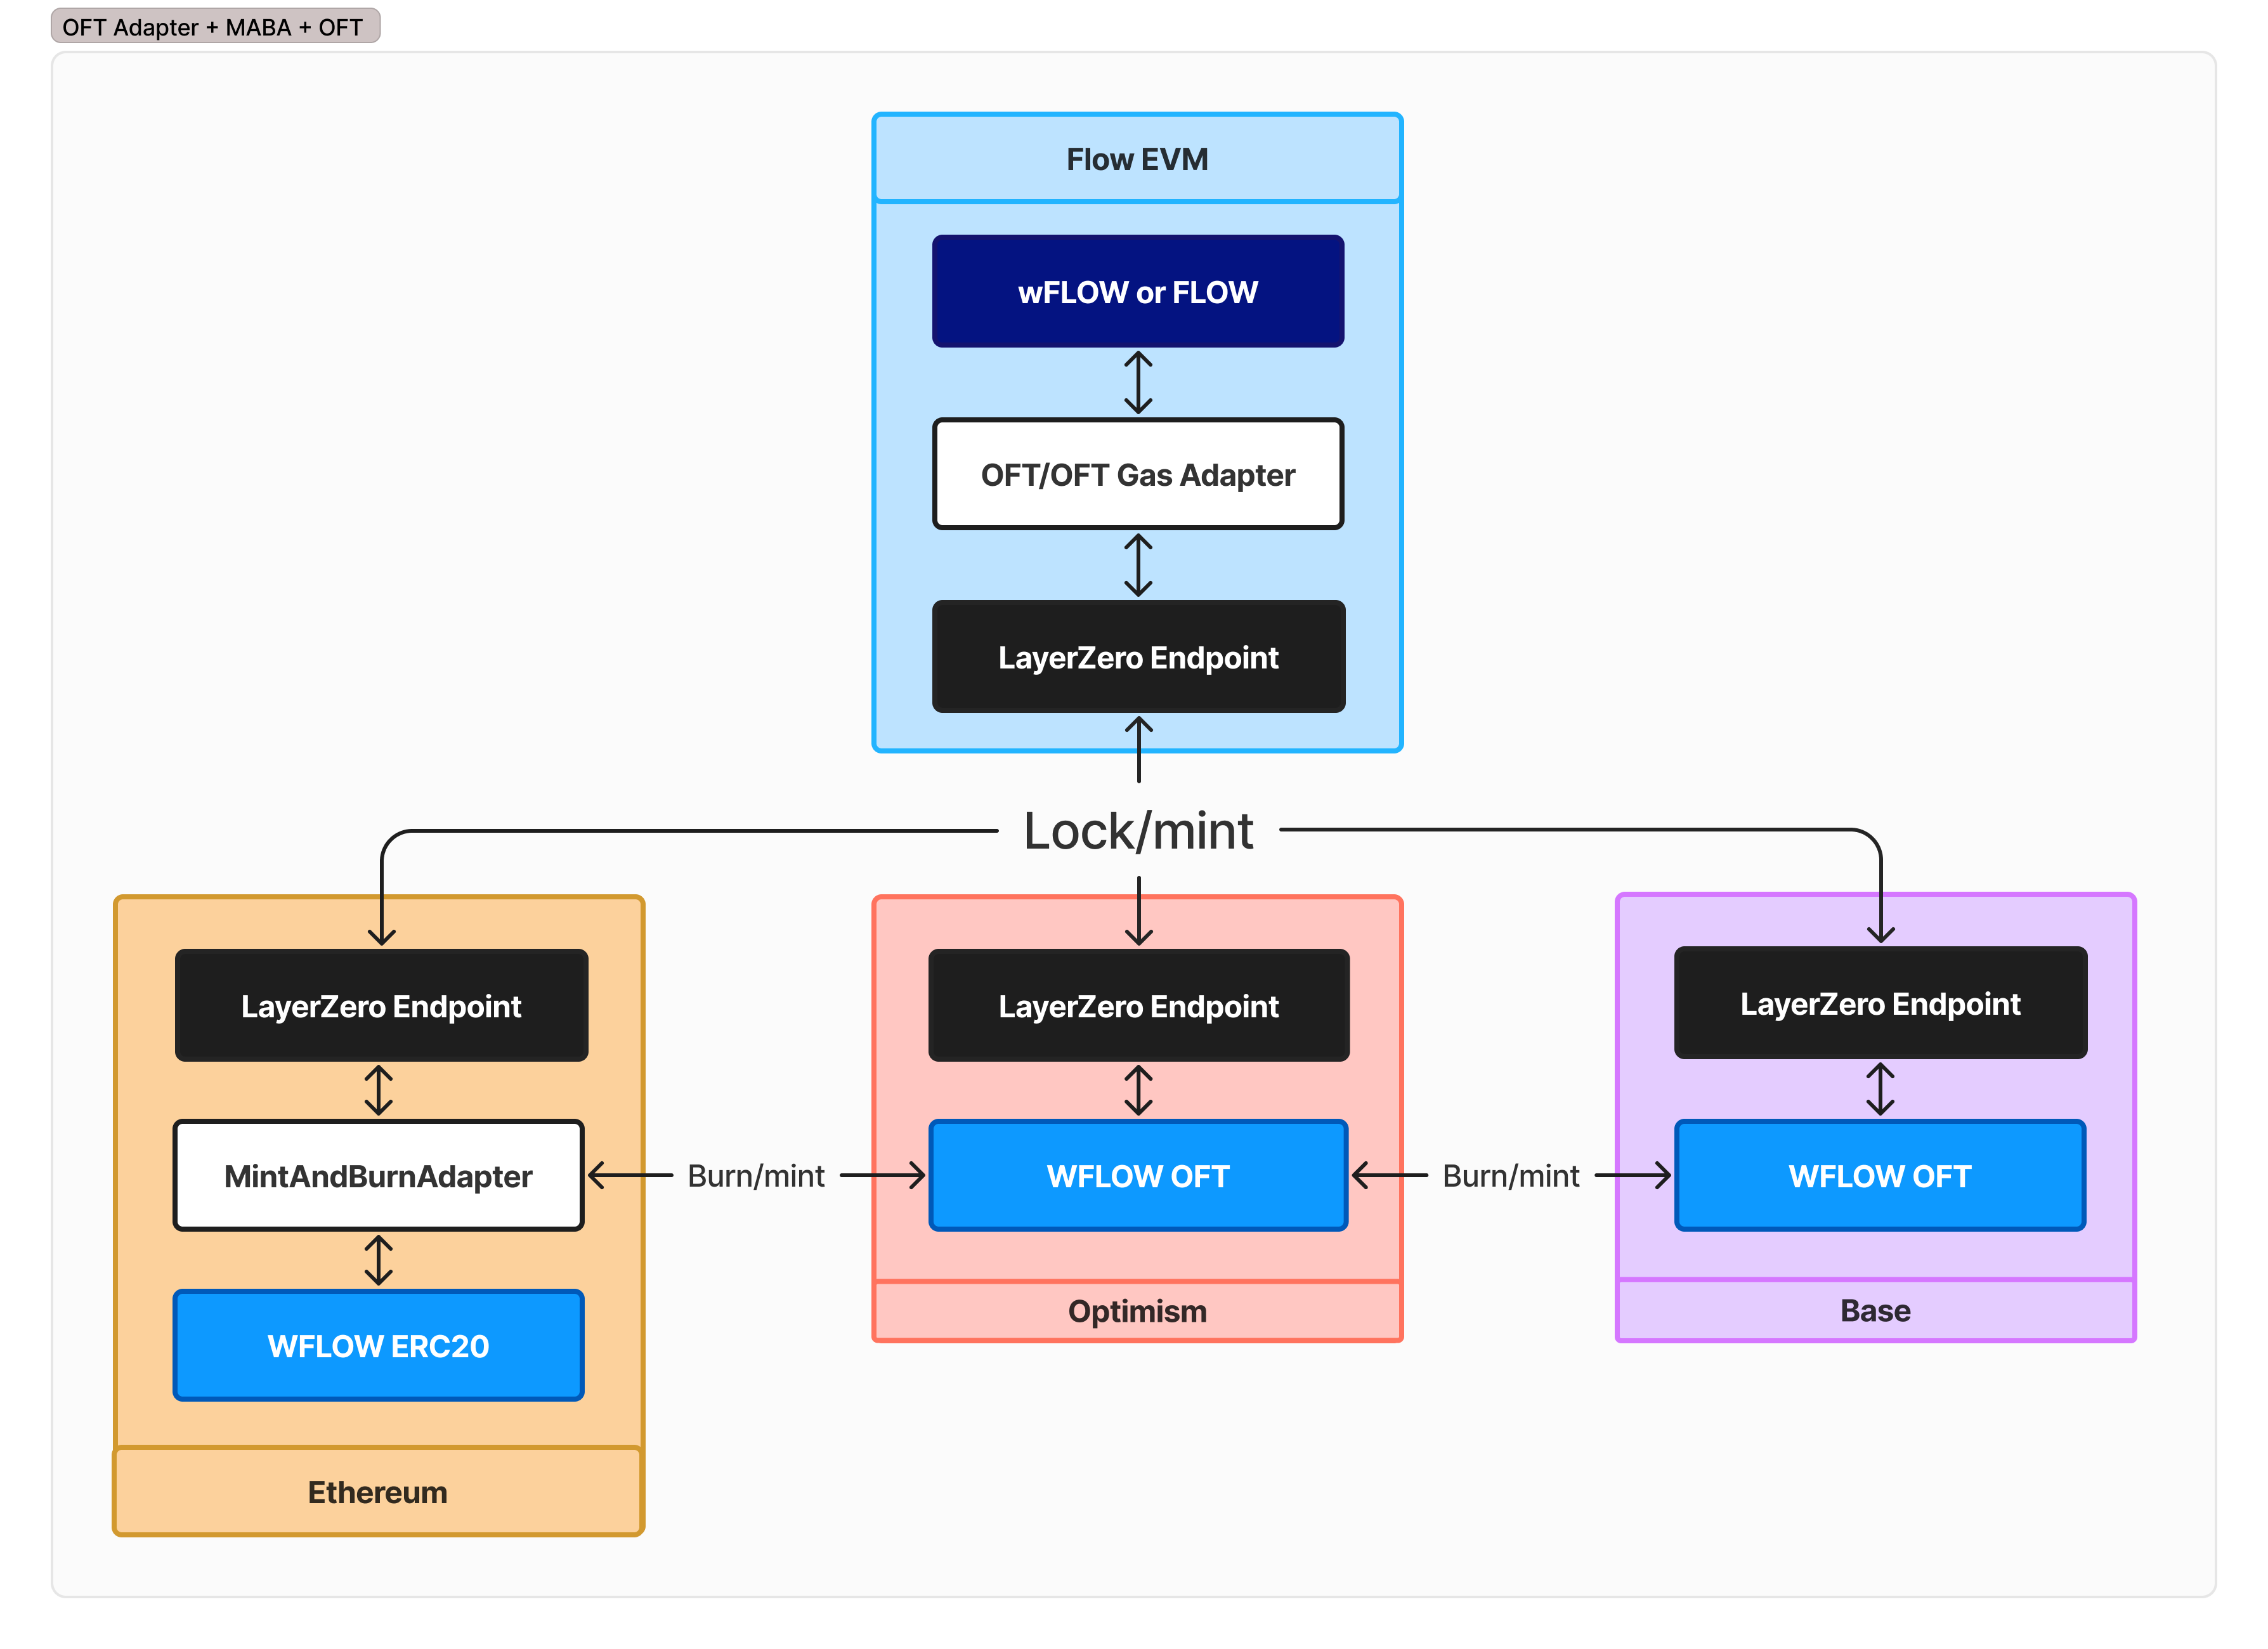 OFT Adapter + MABA + OFT
Flow EVM
wFLOW or FLOW
OFT/OFT Gas Adapter
LayerZero Endpoint
Lock/mint
LayerZero Endpoint
LayerZero Endpoint
LayerZero Endpoint
MintAndBurnAdapter
Burn/mint
WFLOW OFT
Burn/mint
WFLOW OFT
WFLOW ERC20
Optimism
Base
Ethereum